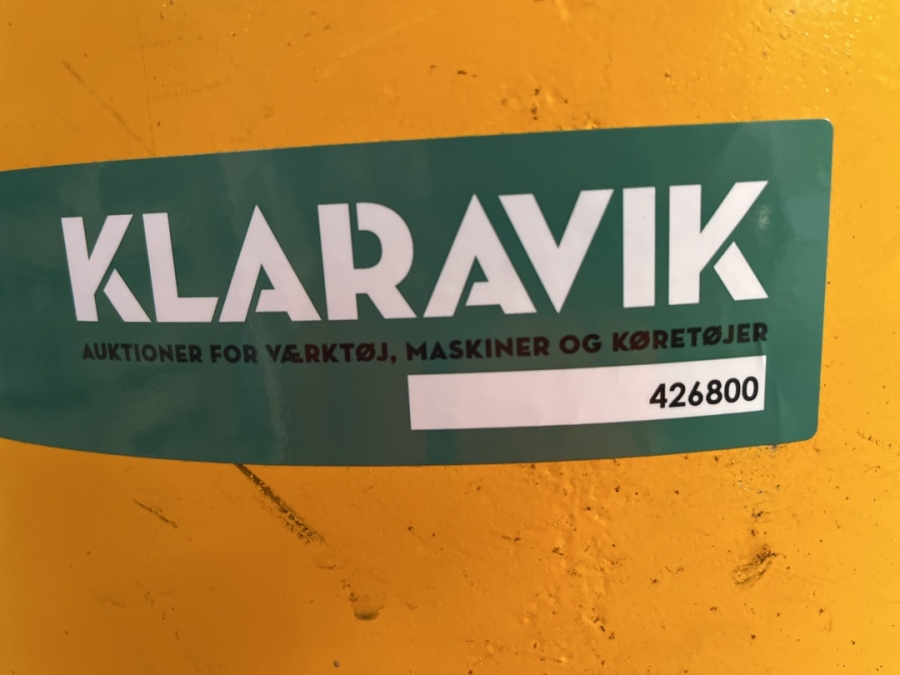 KLARAVIK
AUKTIONER FOR VÆRKTØJ, MASKINER OG KØRETØJER
426800